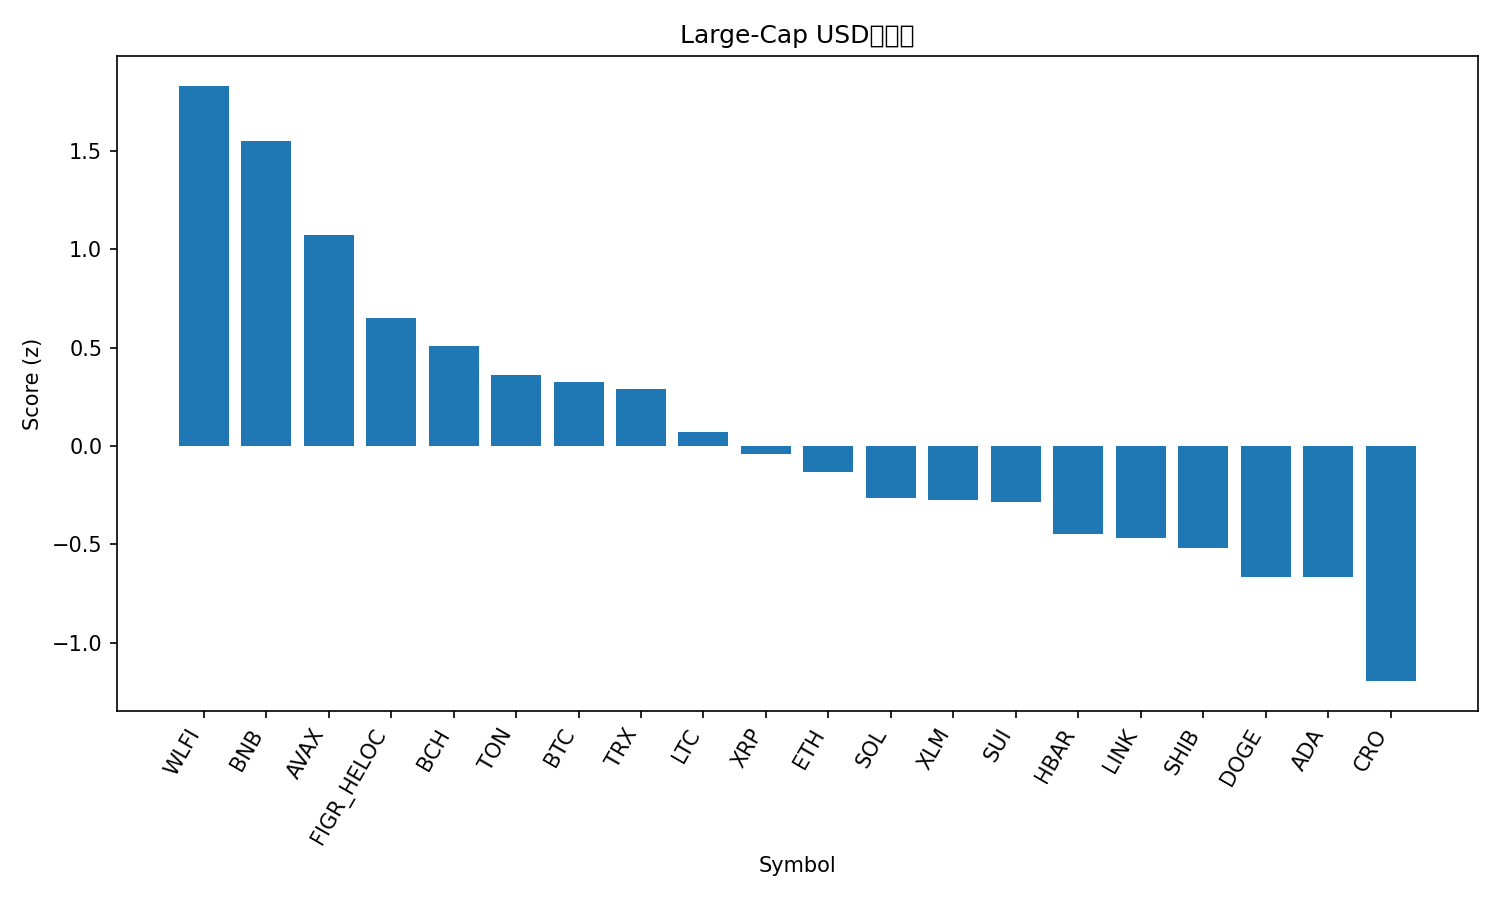 Large-Cap USD
Score (z)
1.5
1.0
0.5
0.0
−0.5
−1.0
WLFI
BNB
AVAX
FIGR_HELOC
BCH
TON
BTC
TRX
LTC
XRP
ETH
SOL
XLM
SUI
HBAR
LINK
SHIB
DOGE
ADA
CRO
Symbol